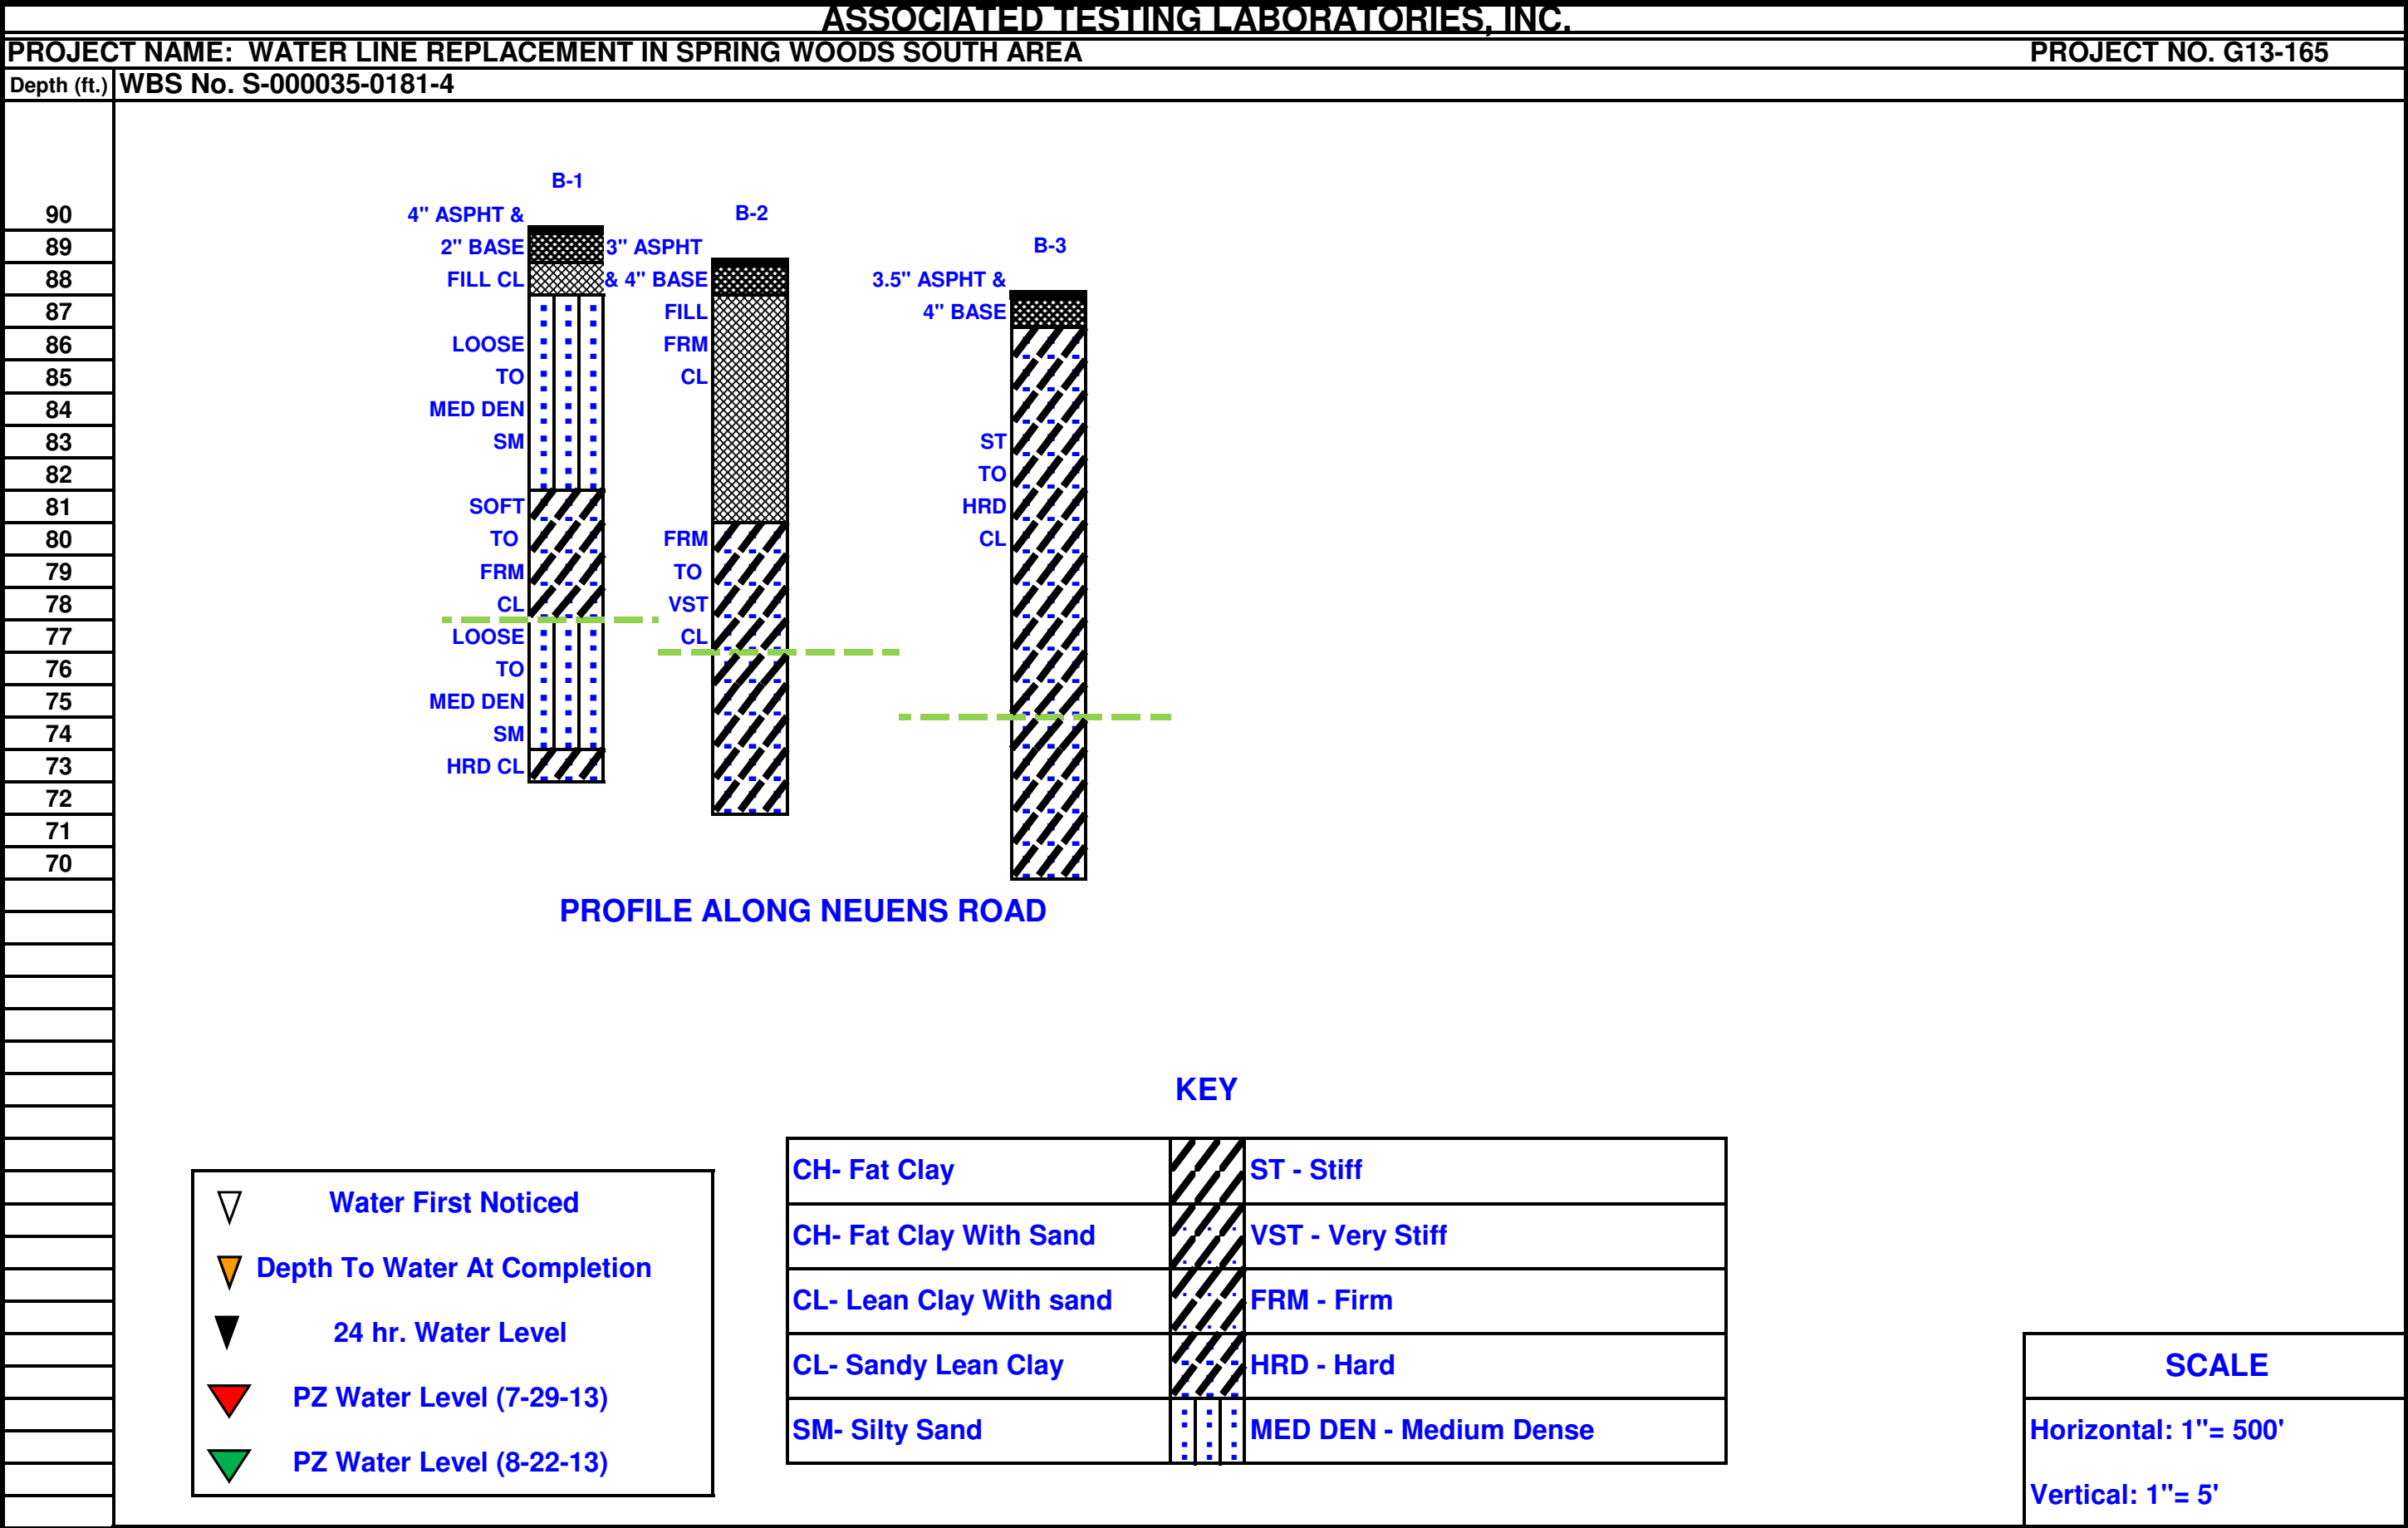 ASSOCIATED TESTING LABORATORIES, INC.
PROJECT NAME: WATER LINE REPLACEMENT IN SPRING WOODS SOUTH AREA PROJECT NO. G13-165
Depth (ft.) WBS No. S-000035-0181-4
B-1
90 4" ASPHT & B-2
89 2" BASE 3" ASPHT B-3
88 FILL CL & 4" BASE 3.5" ASPHT &
87 FILL 4" BASE
86 LOOSE FRM
85 TO CL
84 MED DEN
83 SM ST
82 TO
81 SOFT HRD
80 TO FRM CL
79 FRM TO
78 CL VST
77 LOOSE CL
76 TO
75 MED DEN
74 SM
73 HRD CL
72
71
70
PROFILE ALONG NEUENS ROAD
KEY
CH- Fat Clay ST - Stiff
CH- Fat Clay With Sand VST - Very Stiff
CL- Lean Clay With sand FRM - Firm
CL- Sandy Lean Clay HRD - Hard
SM- Silty Sand MED DEN - Medium Dense
Water First Noticed
Depth To Water At Completion
24 hr. Water Level
PZ Water Level (7-29-13)
PZ Water Level (8-22-13)
SCALE
Horizontal: 1"= 500'
Vertical: 1"= 5'